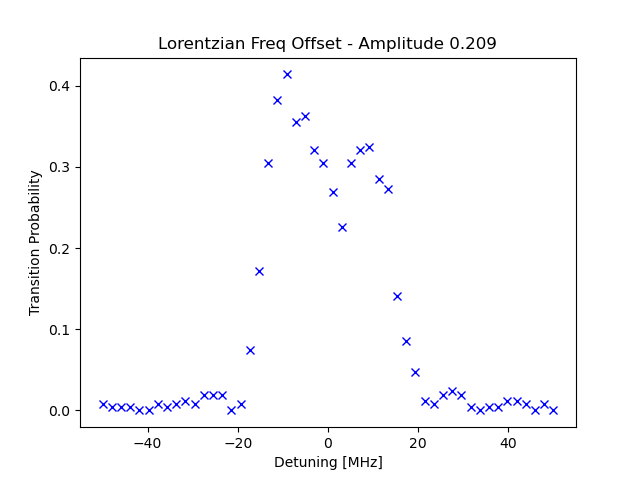 Lorentzian Freq Offset - Amplitude 0.209
Transition Probability
0.4
0.3
0.2
0.1
0.0
−40 −20 0 20 40
Detuning [MHz]